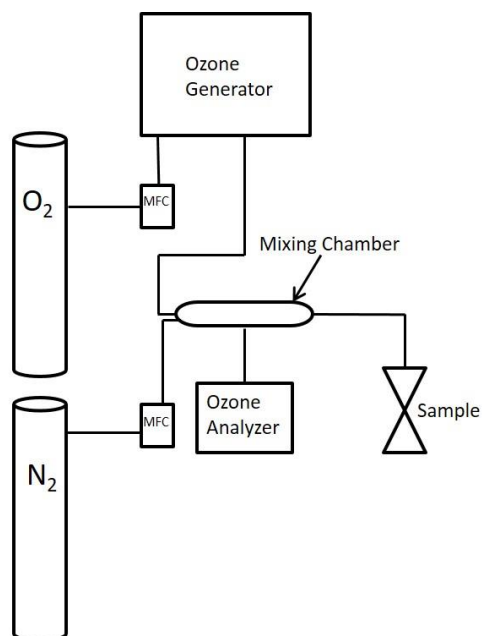 Ozone
Generator
O₂
MFC
Mixing Chamber
N₂
MFC
Ozone
Analyzer
Sample